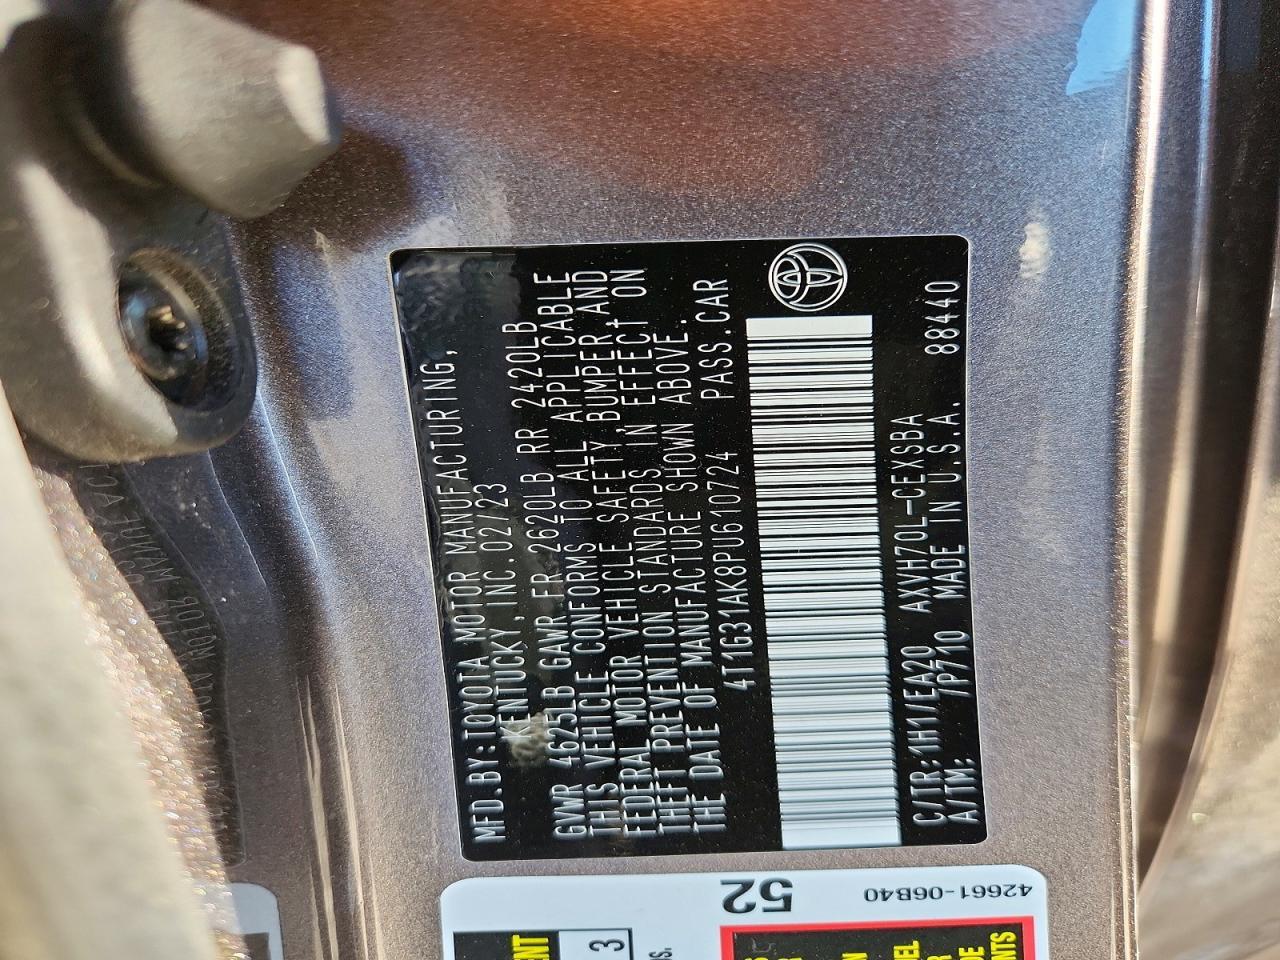 MFD.BY:TOYOTA MOTOR MANUFACTURING,
KENTUCKY, INC.02/23
GVWR 4625LB GAWR FR 2620LB RR 2420LB
THIS VEHICLE CONFORMS TO ALL APPLICABLE
FEDERAL MOTOR VEHICLE SAFETY,BUMPER,AND
THEFT PREVENTION STANDARDS IN EFFECT ON
THE DATE OF MANUFACTURE SHOWN ABOVE.
4T1G31AK8PU610724 PASS.CAR
C/TR:1H1/EA20 AXVH70L-CEXSBA
A/TM: /P710 MADE IN U.S.A. 88440
52
42661-06B40
3